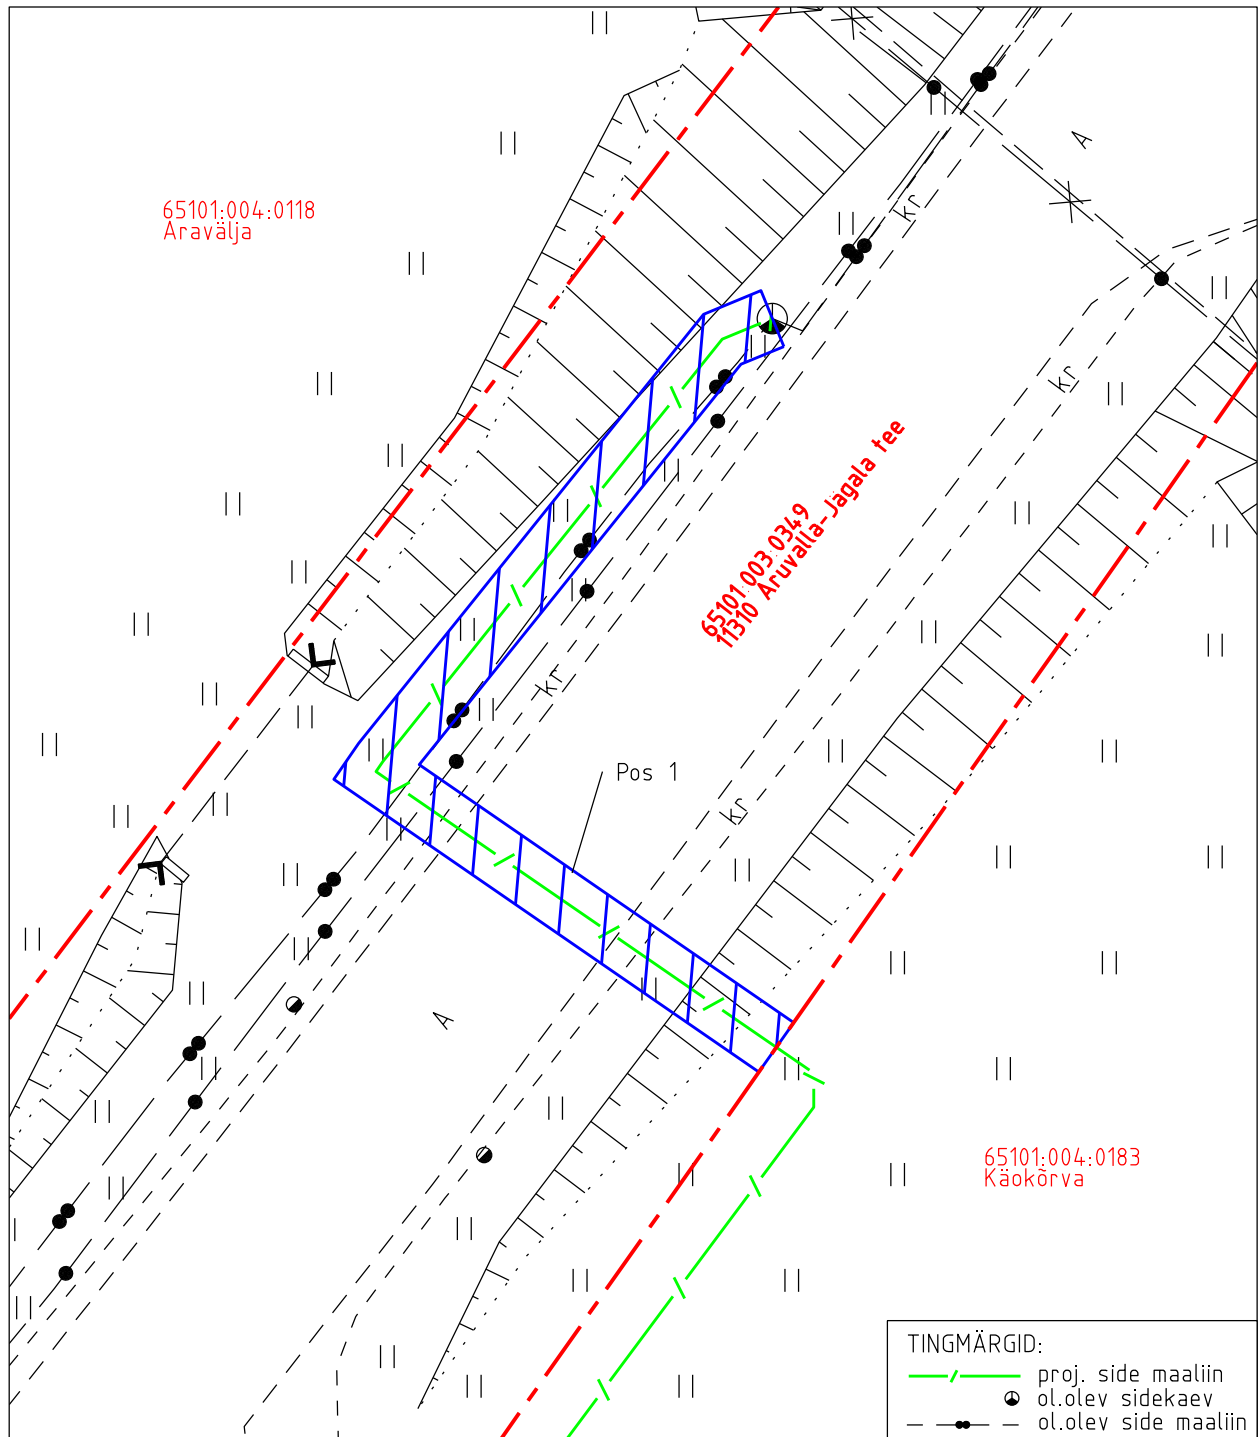 65101:004:0118
Aravälja
kr
A
kr
65101:003:0349
11310 Aruvalla-Jägala tee
kr
Pos 1
kr
A
65101:004:0183
Käokõrva
TINGMÄRGID:
proj. side maaliin
ol.olev sidekaev
ol.olev side maaliin